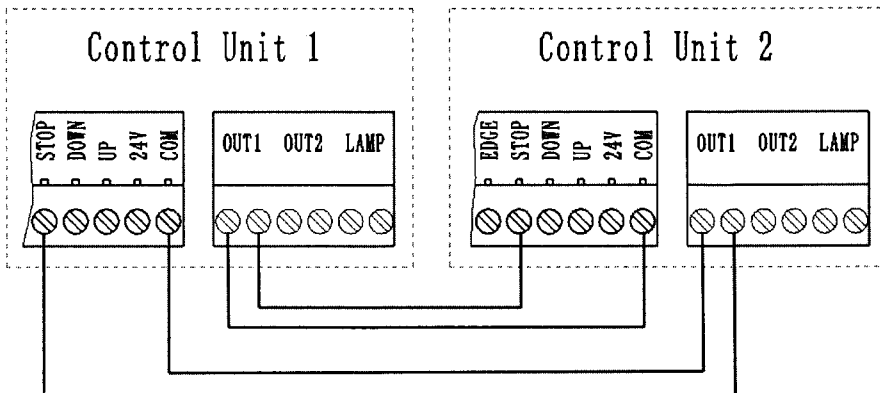 Control Unit 1
Control Unit 2
STOP DOWN UP 24V COM
OUT1 OUT2 LAMP
EDGE STOP DOWN UP 24V COM
OUT1 OUT2 LAMP